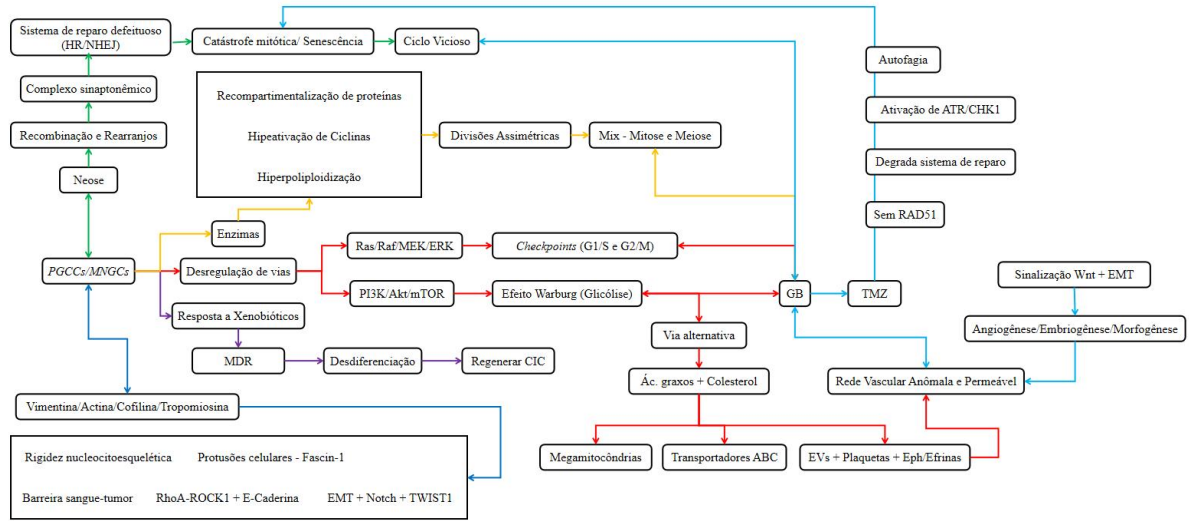 Sistema de reparo defeituoso
(HR/NHEJ)
Catástrofe mitótica/ Senescência
Ciclo Vicioso
Autofagia
Complexo sinaptonêmico
Recompartimentalização de proteínas
Ativação de ATR/CHK1
Recombinação e Rearranjos
Hipeativação de Ciclinas
Divisões Assimétricas
Mix - Mitose e Meiose
Degrada sistema de reparo
Neose
Hiperpoliploidização
Sem RAD51
Enzimas
Ras/Raf/MEK/ERK
Checkpoints (G1/S e G2/M)
PGCCs/MNGCs
Desregulação de vias
Sinalização Wnt + EMT
PI3K/Akt/mTOR
Efeito Warburg (Glicólise)
GB
TMZ
Resposta a Xenobióticos
Via alternativa
Angiogênese/Embriogênese/Morfogênese
MDR
Desdiferenciação
Regenerar CIC
Ác. graxos + Colesterol
Rede Vascular Anômala e Permeável
Vimentina/Actina/Cofilina/Tropomiosina
Rigidez nucleocitoesquelética
Protusões celulares - Fascin-1
Megamitocôndrias
Transportadores ABC
EVs + Plaquetas + Eph/Efrinas
Barreira sangue-tumor
RhoA-ROCK1 + E-Caderina
EMT + Notch + TWIST1